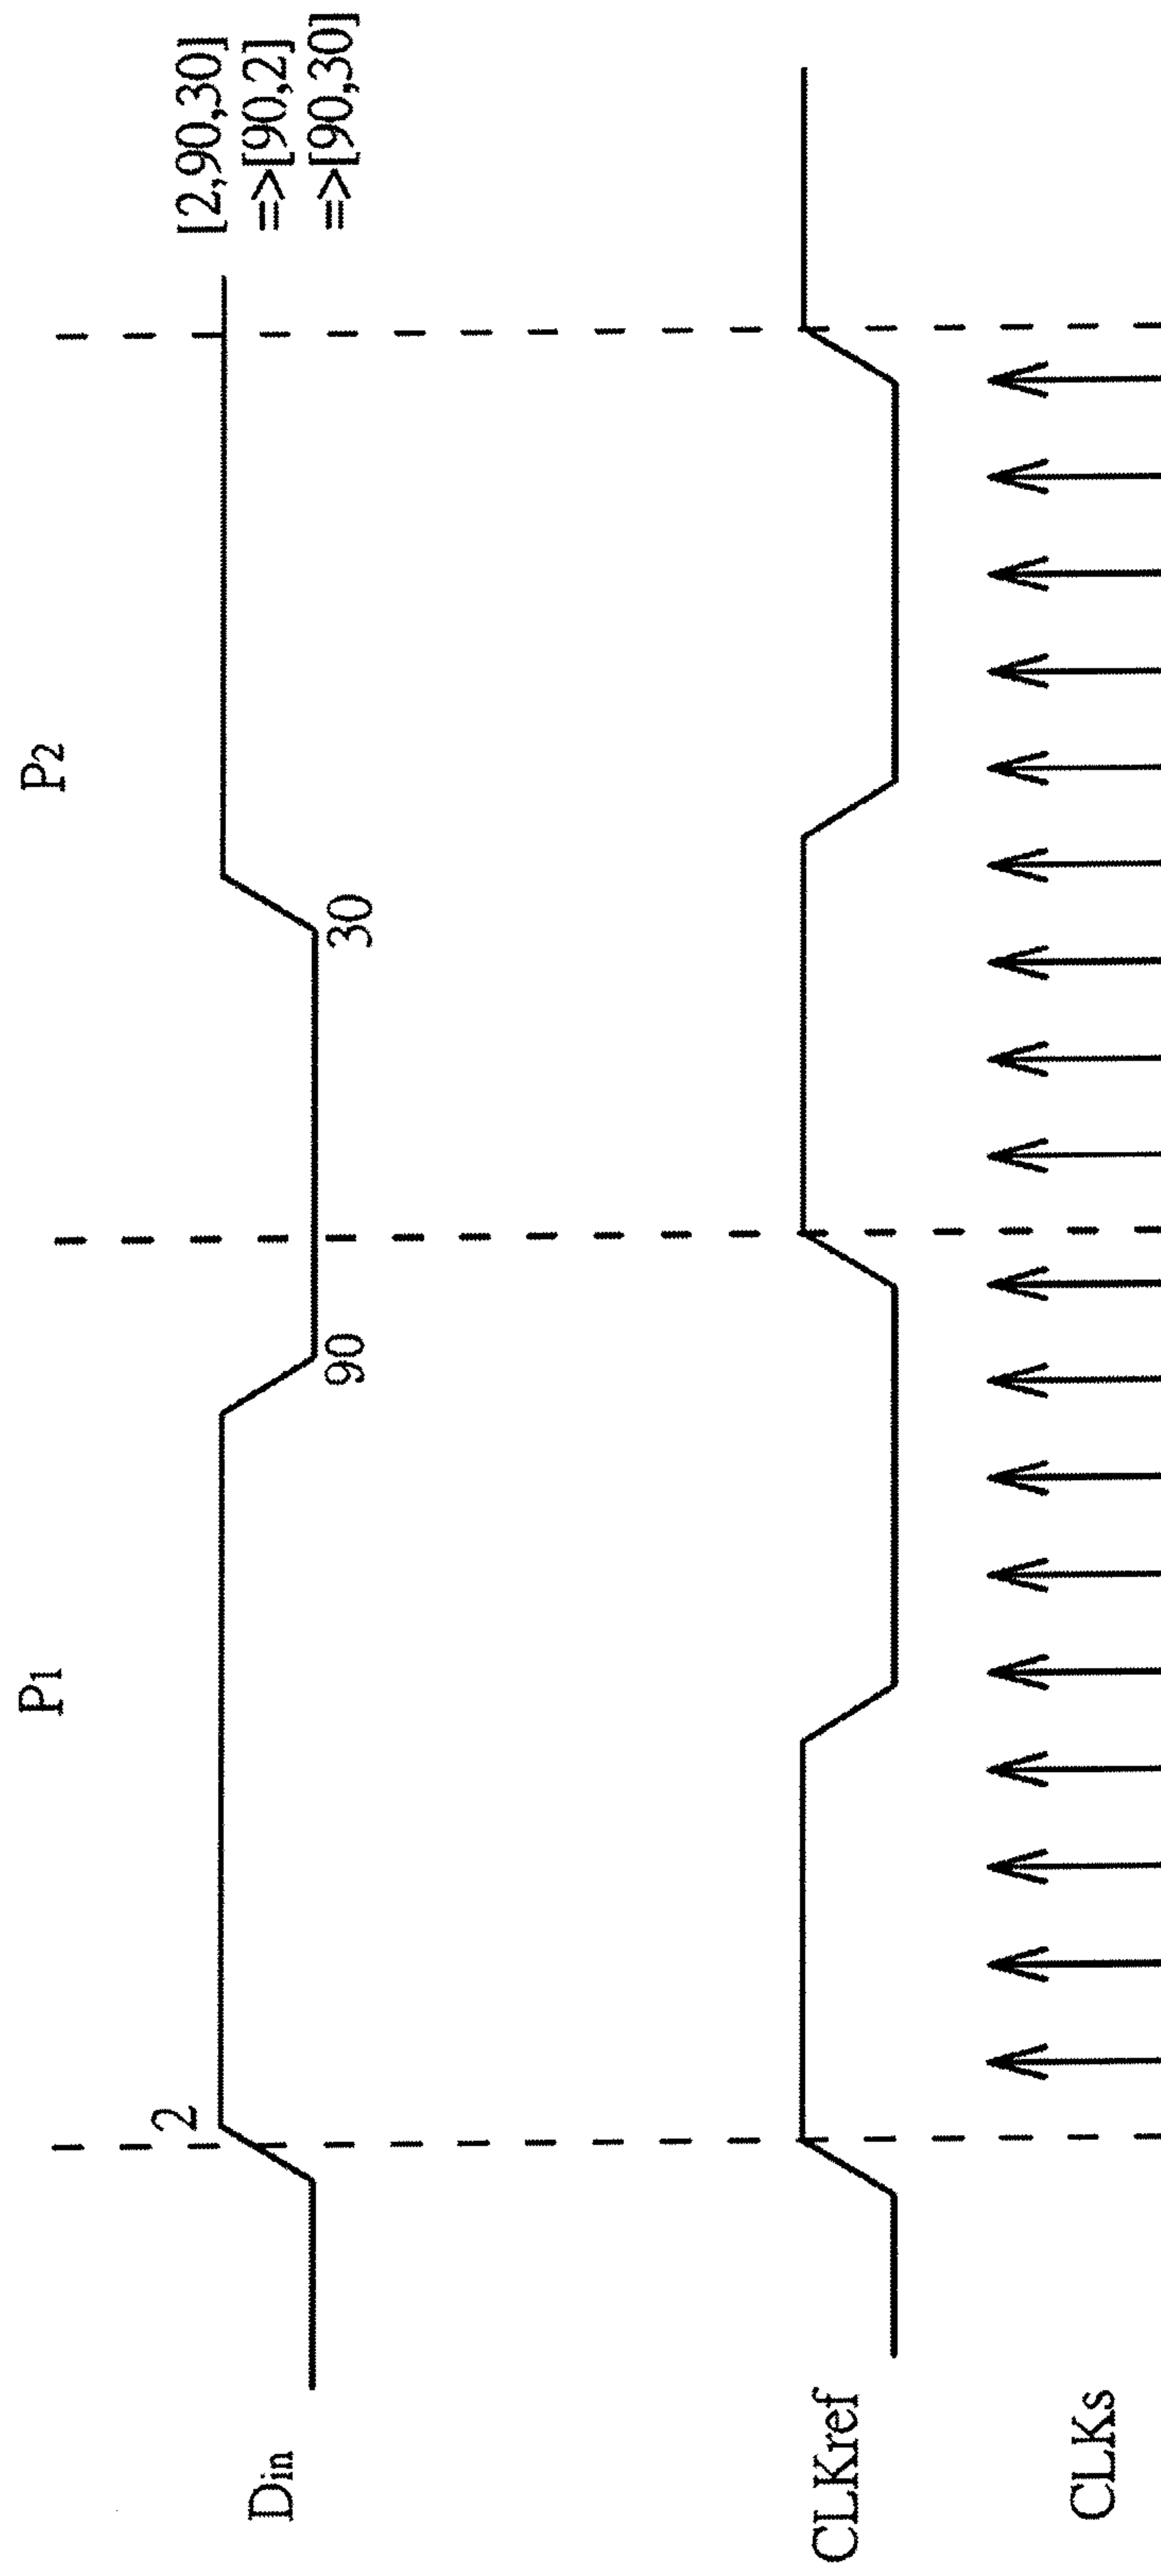 P1
P2
[2,90,30]
=>[90,2]
=>[90,30]
Din
2
90
30
CLKref
CLKs